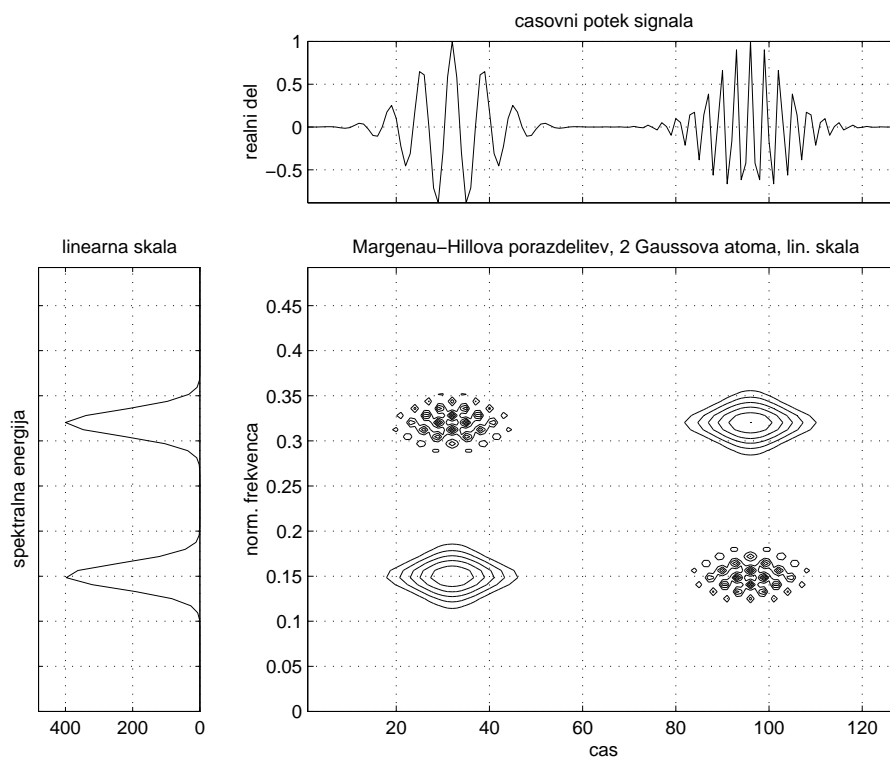 casovni potek signala
1
0.5
0
−0.5
realni del
linearna skala
Margenau−Hillova porazdelitev, 2 Gaussova atoma, lin. skala
spektralna energija
400 200 0
norm. frekvenca
0.45
0.4
0.35
0.3
0.25
0.2
0.15
0.1
0.05
0
20 40 60 80 100 120
cas